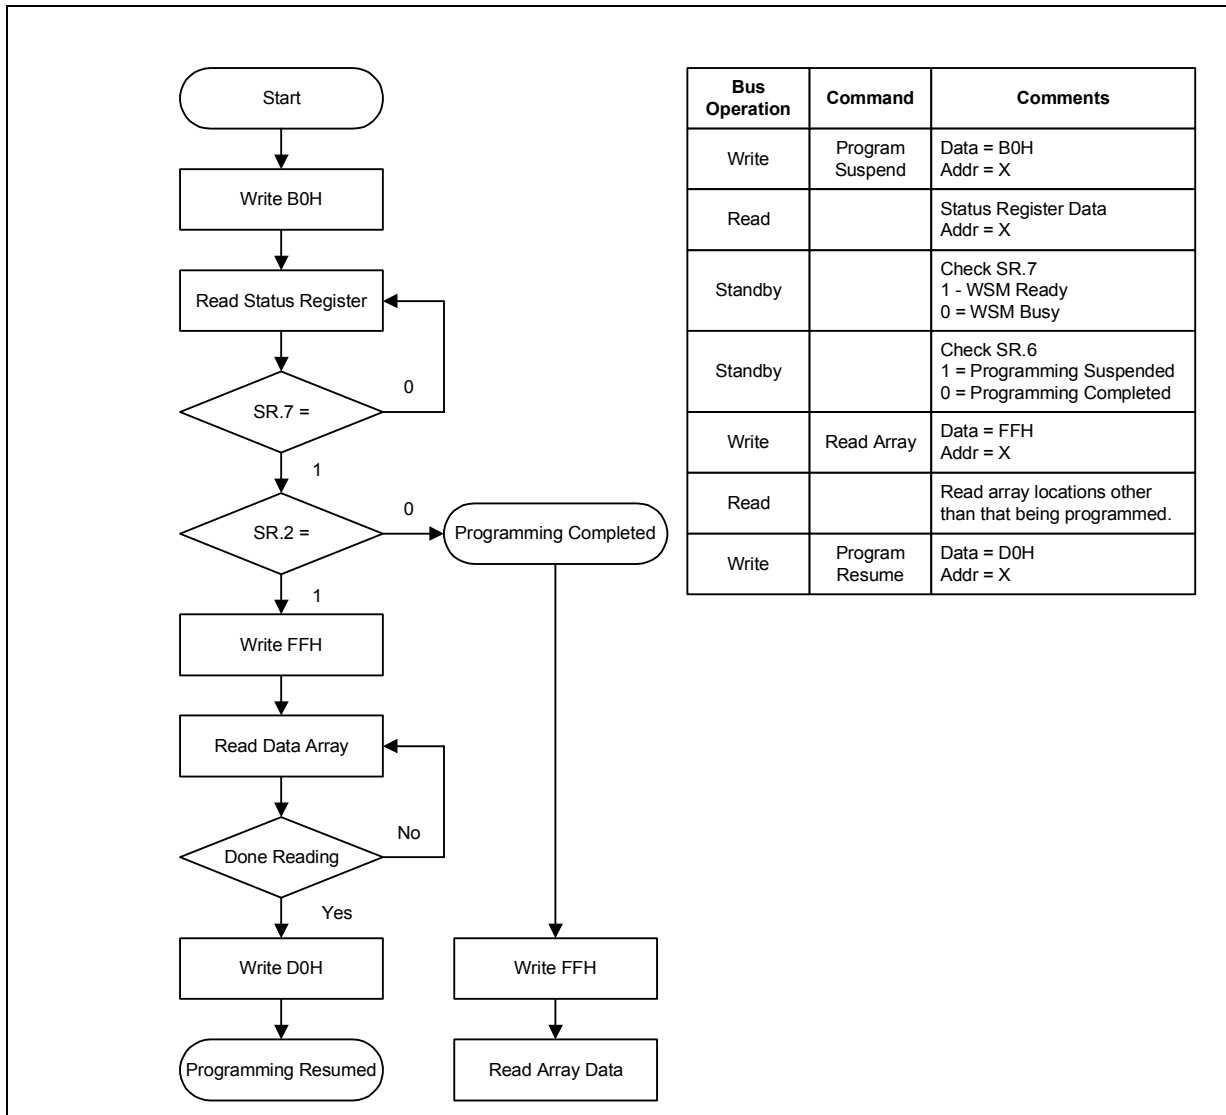 Start
Write B0H
Read Status Register
0
SR.7 =
1
0
SR.2 =
Programming Completed
1
Write FFH
Read Data Array
No
Done Reading
Yes
Write D0H
Write FFH
Programming Resumed
Read Array Data
Bus
Operation
Command
Comments
Write
Program
Suspend
Data = B0H
Addr = X
Read
Status Register Data
Addr = X
Standby
Check SR.7
1 - WSM Ready
0 = WSM Busy
Standby
Check SR.6
1 = Programming Suspended
0 = Programming Completed
Write
Read Array
Data = FFH
Addr = X
Read
Read array locations other
than that being programmed.
Write
Program
Resume
Data = D0H
Addr = X